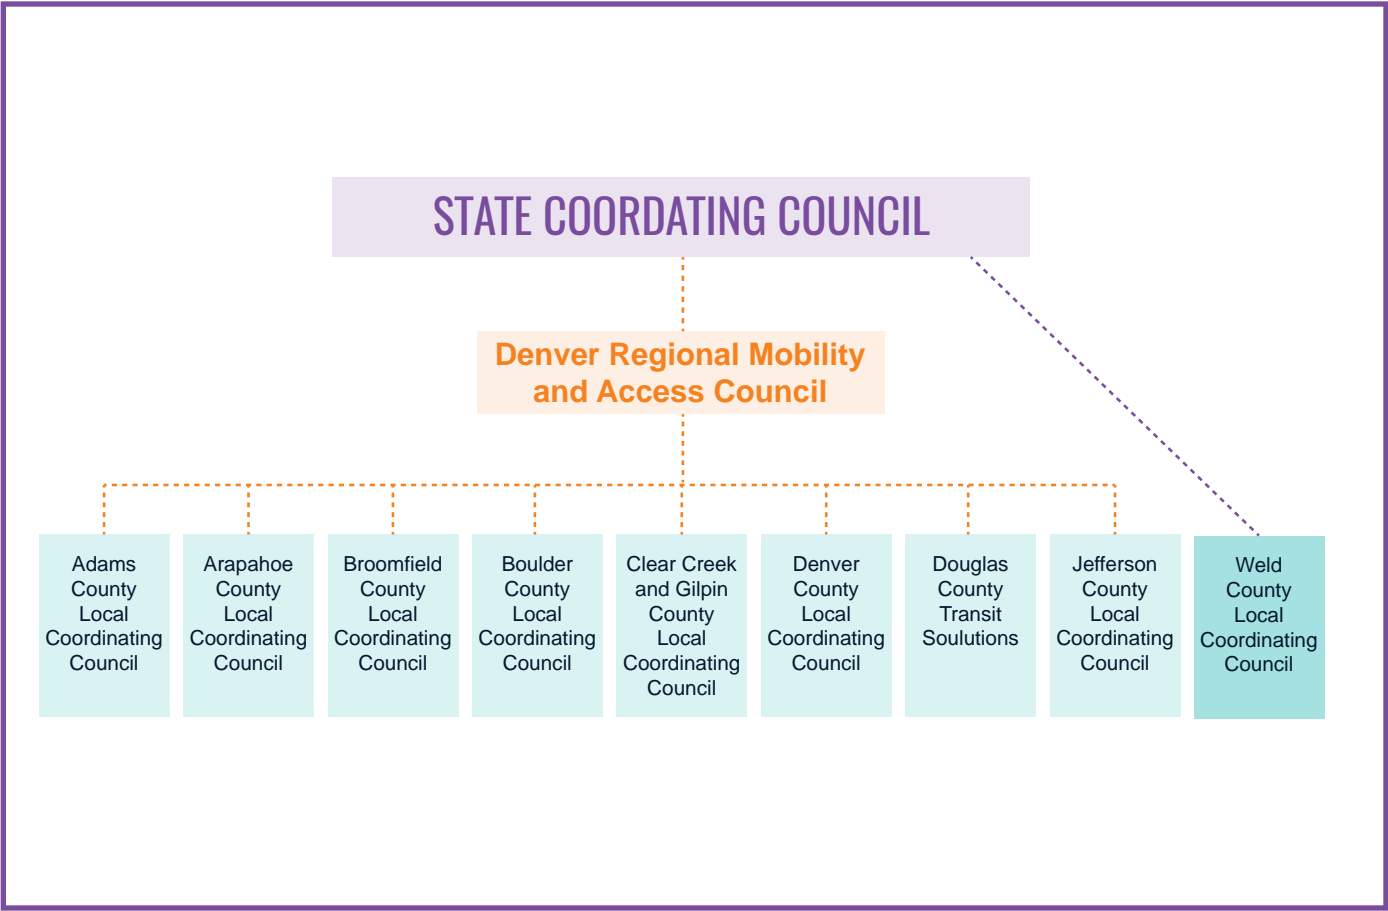 STATE COORDATING COUNCIL
Denver Regional Mobility
and Access Council
Adams
County
Local
Coordinating
Council
Arapahoe
County
Local
Coordinating
Council
Broomfield
County
Local
Coordinating
Council
Boulder
County
Local
Coordinating
Council
Clear Creek
and Gilpin
County
Local
Coordinating
Council
Denver
County
Local
Coordinating
Council
Douglas
County
Transit
Soulutions
Jefferson
County
Local
Coordinating
Council
Weld
County
Local
Coordinating
Council